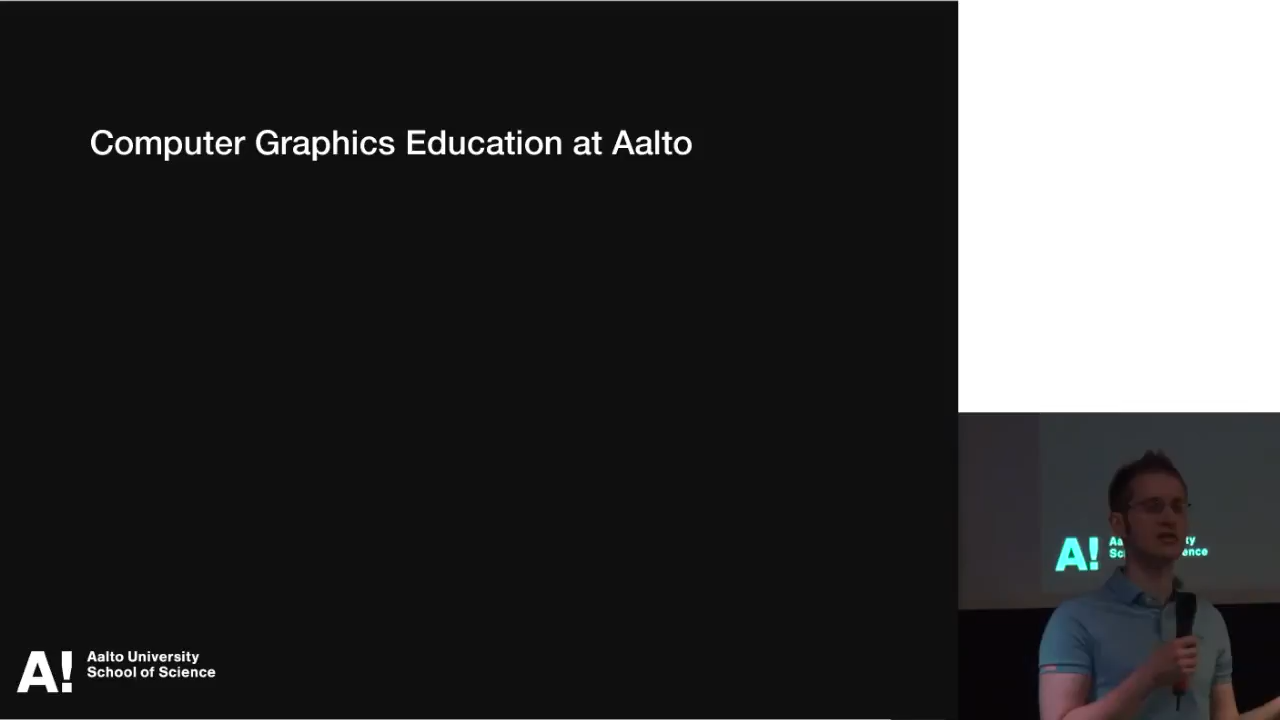 Computer Graphics Education at Aalto
A! Aalto University
School of Science
A!